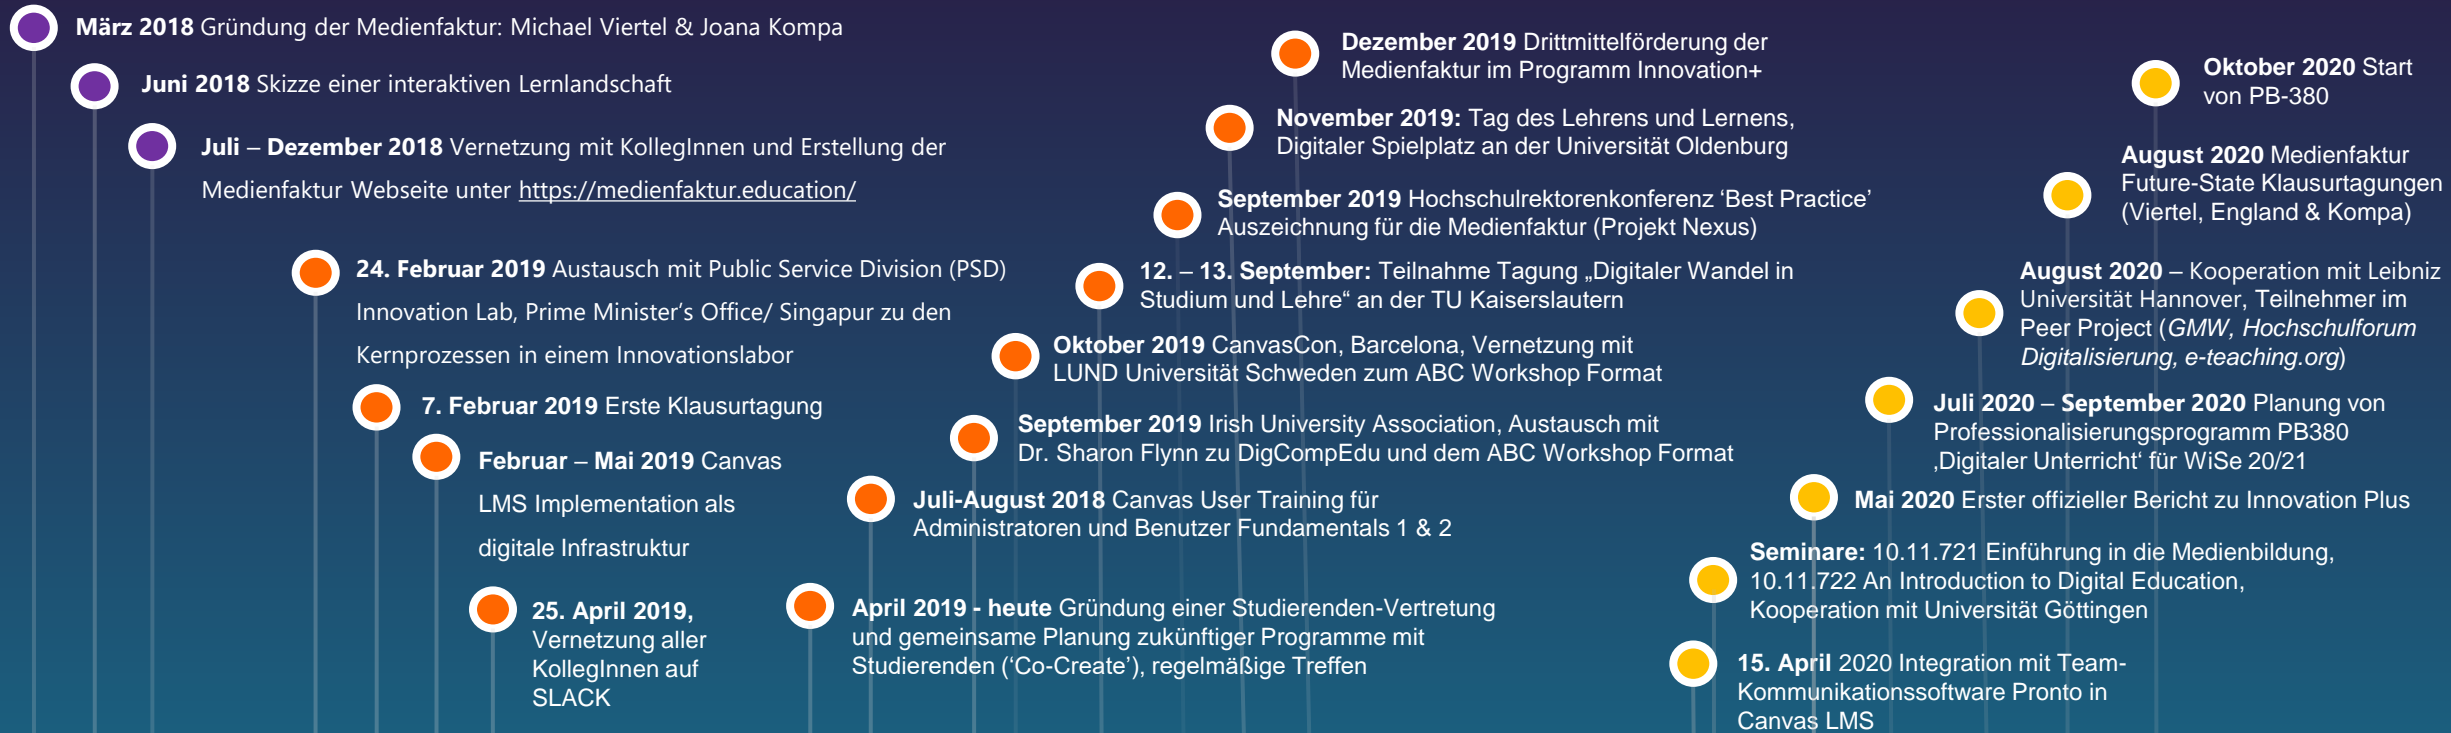 März 2018 Gründung der Medienfaktur: Michael Viertel & Joana Kompa
Juni 2018 Skizze einer interaktiven Lernlandschaft
Juli – Dezember 2018 Vernetzung mit KollegInnen und Erstellung der
Medienfaktur Webseite unter https://medienfaktur.education/
24. Februar 2019 Austausch mit Public Service Division (PSD)
Innovation Lab, Prime Minister's Office/ Singapur zu den
Kernprozessen in einem Innovationslabor
7. Februar 2019 Erste Klausurtagung
Februar – Mai 2019 Canvas
LMS Implementation als
digitale Infrastruktur
25. April 2019,
Vernetzung aller
KollegInnen auf
SLACK
Dezember 2019 Drittmittelförderung der
Medienfaktur im Programm Innovation+
November 2019: Tag des Lehrens und Lernens,
Digitaler Spielplatz an der Universität Oldenburg
September 2019 Hochschulrektorenkonferenz ‘Best Practice’
Auszeichnung für die Medienfaktur (Projekt Nexus)
12. – 13. September: Teilnahme Tagung „Digitaler Wandel in
Studium und Lehre“ an der TU Kaiserslautern
Oktober 2019 CanvasCon, Barcelona, Vernetzung mit
LUND Universität Schweden zum ABC Workshop Format
September 2019 Irish University Association, Austausch mit
Dr. Sharon Flynn zu DigCompEdu und dem ABC Workshop Format
Juli-August 2018 Canvas User Training für
Administratoren und Benutzer Fundamentals 1 & 2
April 2019 - heute Gründung einer Studierenden-Vertretung
und gemeinsame Planung zukünftiger Programme mit
Studierenden (‘Co-Create’), regelmäßige Treffen
Oktober 2020 Start
von PB-380
August 2020 Medienfaktur
Future-State Klausurtagungen
(Viertel, England & Kompa)
August 2020 – Kooperation mit Leibniz
Universität Hannover, Teilnehmer im
Peer Project (GMW, Hochschulforum
Digitalisierung, e-teaching.org)
Juli 2020 – September 2020 Planung von
Professionalisierungsprogramm PB380
‚Digitaler Unterricht‘ für WiSe 20/21
Mai 2020 Erster offizieller Bericht zu Innovation Plus
Seminare: 10.11.721 Einführung in die Medienbildung,
10.11.722 An Introduction to Digital Education,
Kooperation mit Universität Göttingen
15. April 2020 Integration mit Team-
Kommunikationssoftware Pronto in
Canvas LMS